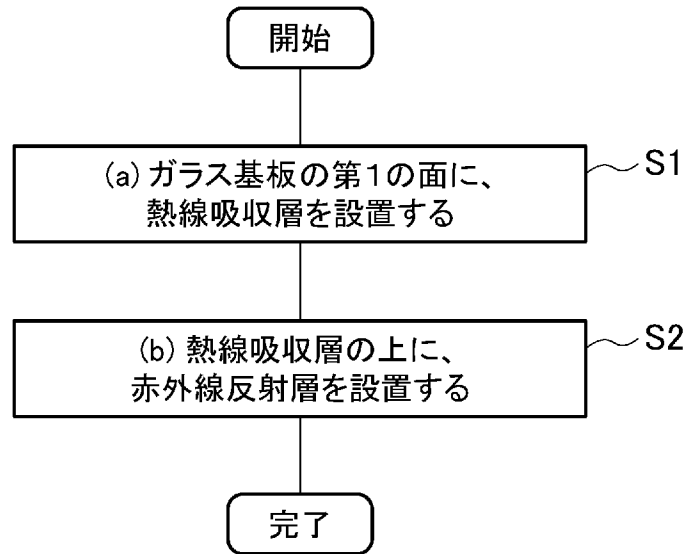 開始
(a) ガラス基板の第１の面に、
熱線吸収層を設置する
S1
(b) 熱線吸収層の上に、
赤外線反射層を設置する
S2
完了